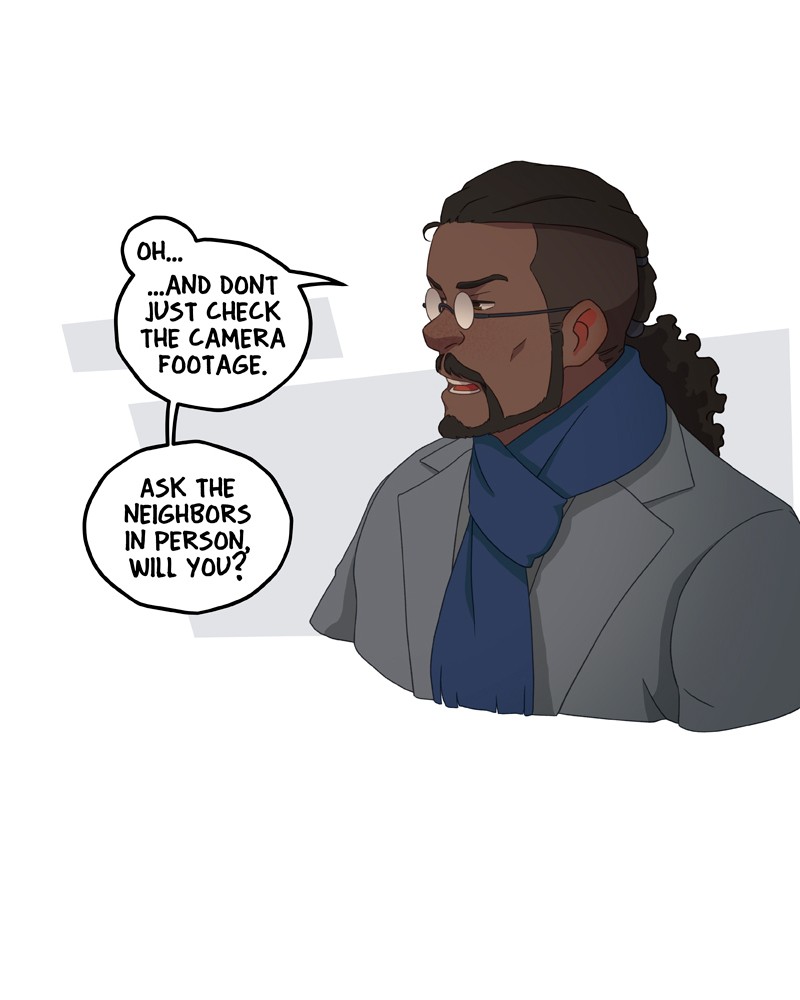 OH...
...AND DONT
JUST CHECK
THE CAMERA
FOOTAGE.
ASK THE
NEIGHBORS
IN PERSON,
WILL YOU?